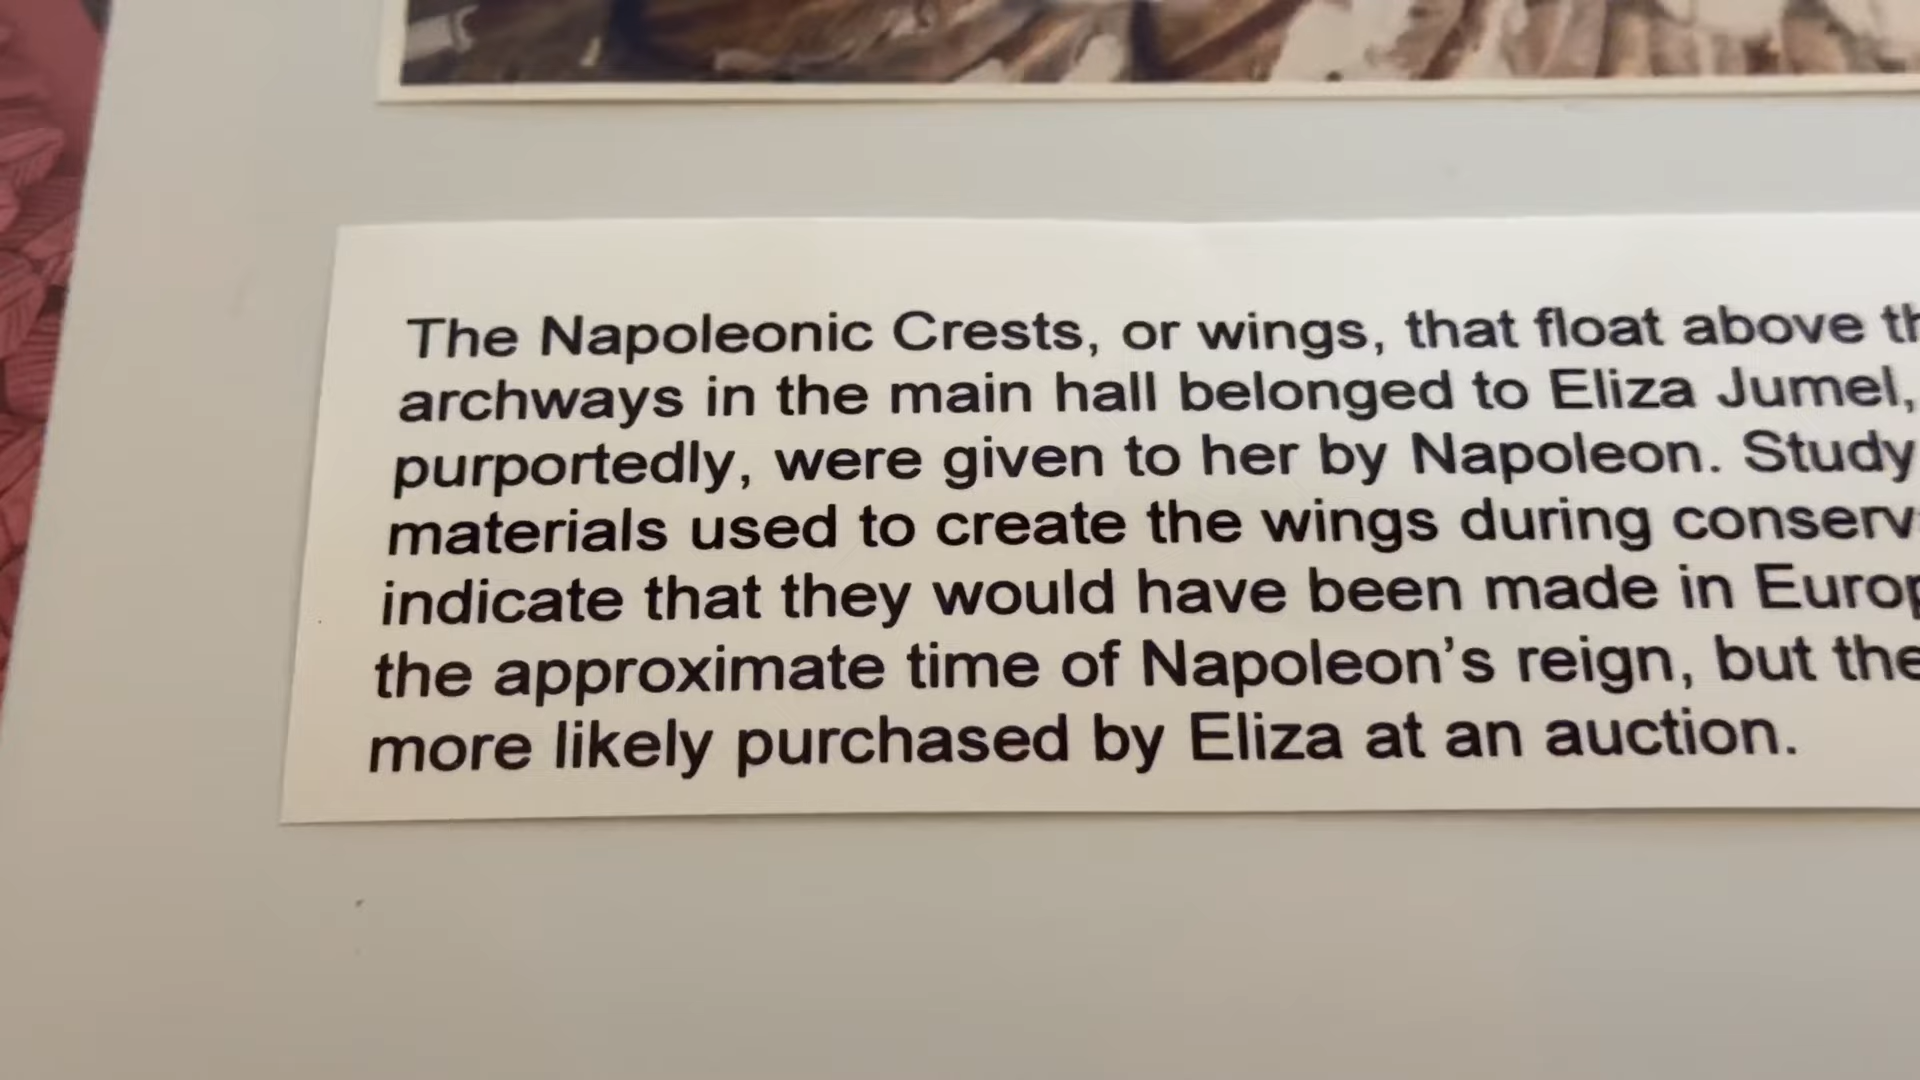 The Napoleonic Crests, or wings, that float above
archways in the main hall belonged to Eliza Jumel,
purportedly, were given to her by Napoleon. Study
materials used to create the wings during
indicate that they would have been made in
the approximate time of Napoleon’s reign, but
more likely purchased by Eliza at an auction.